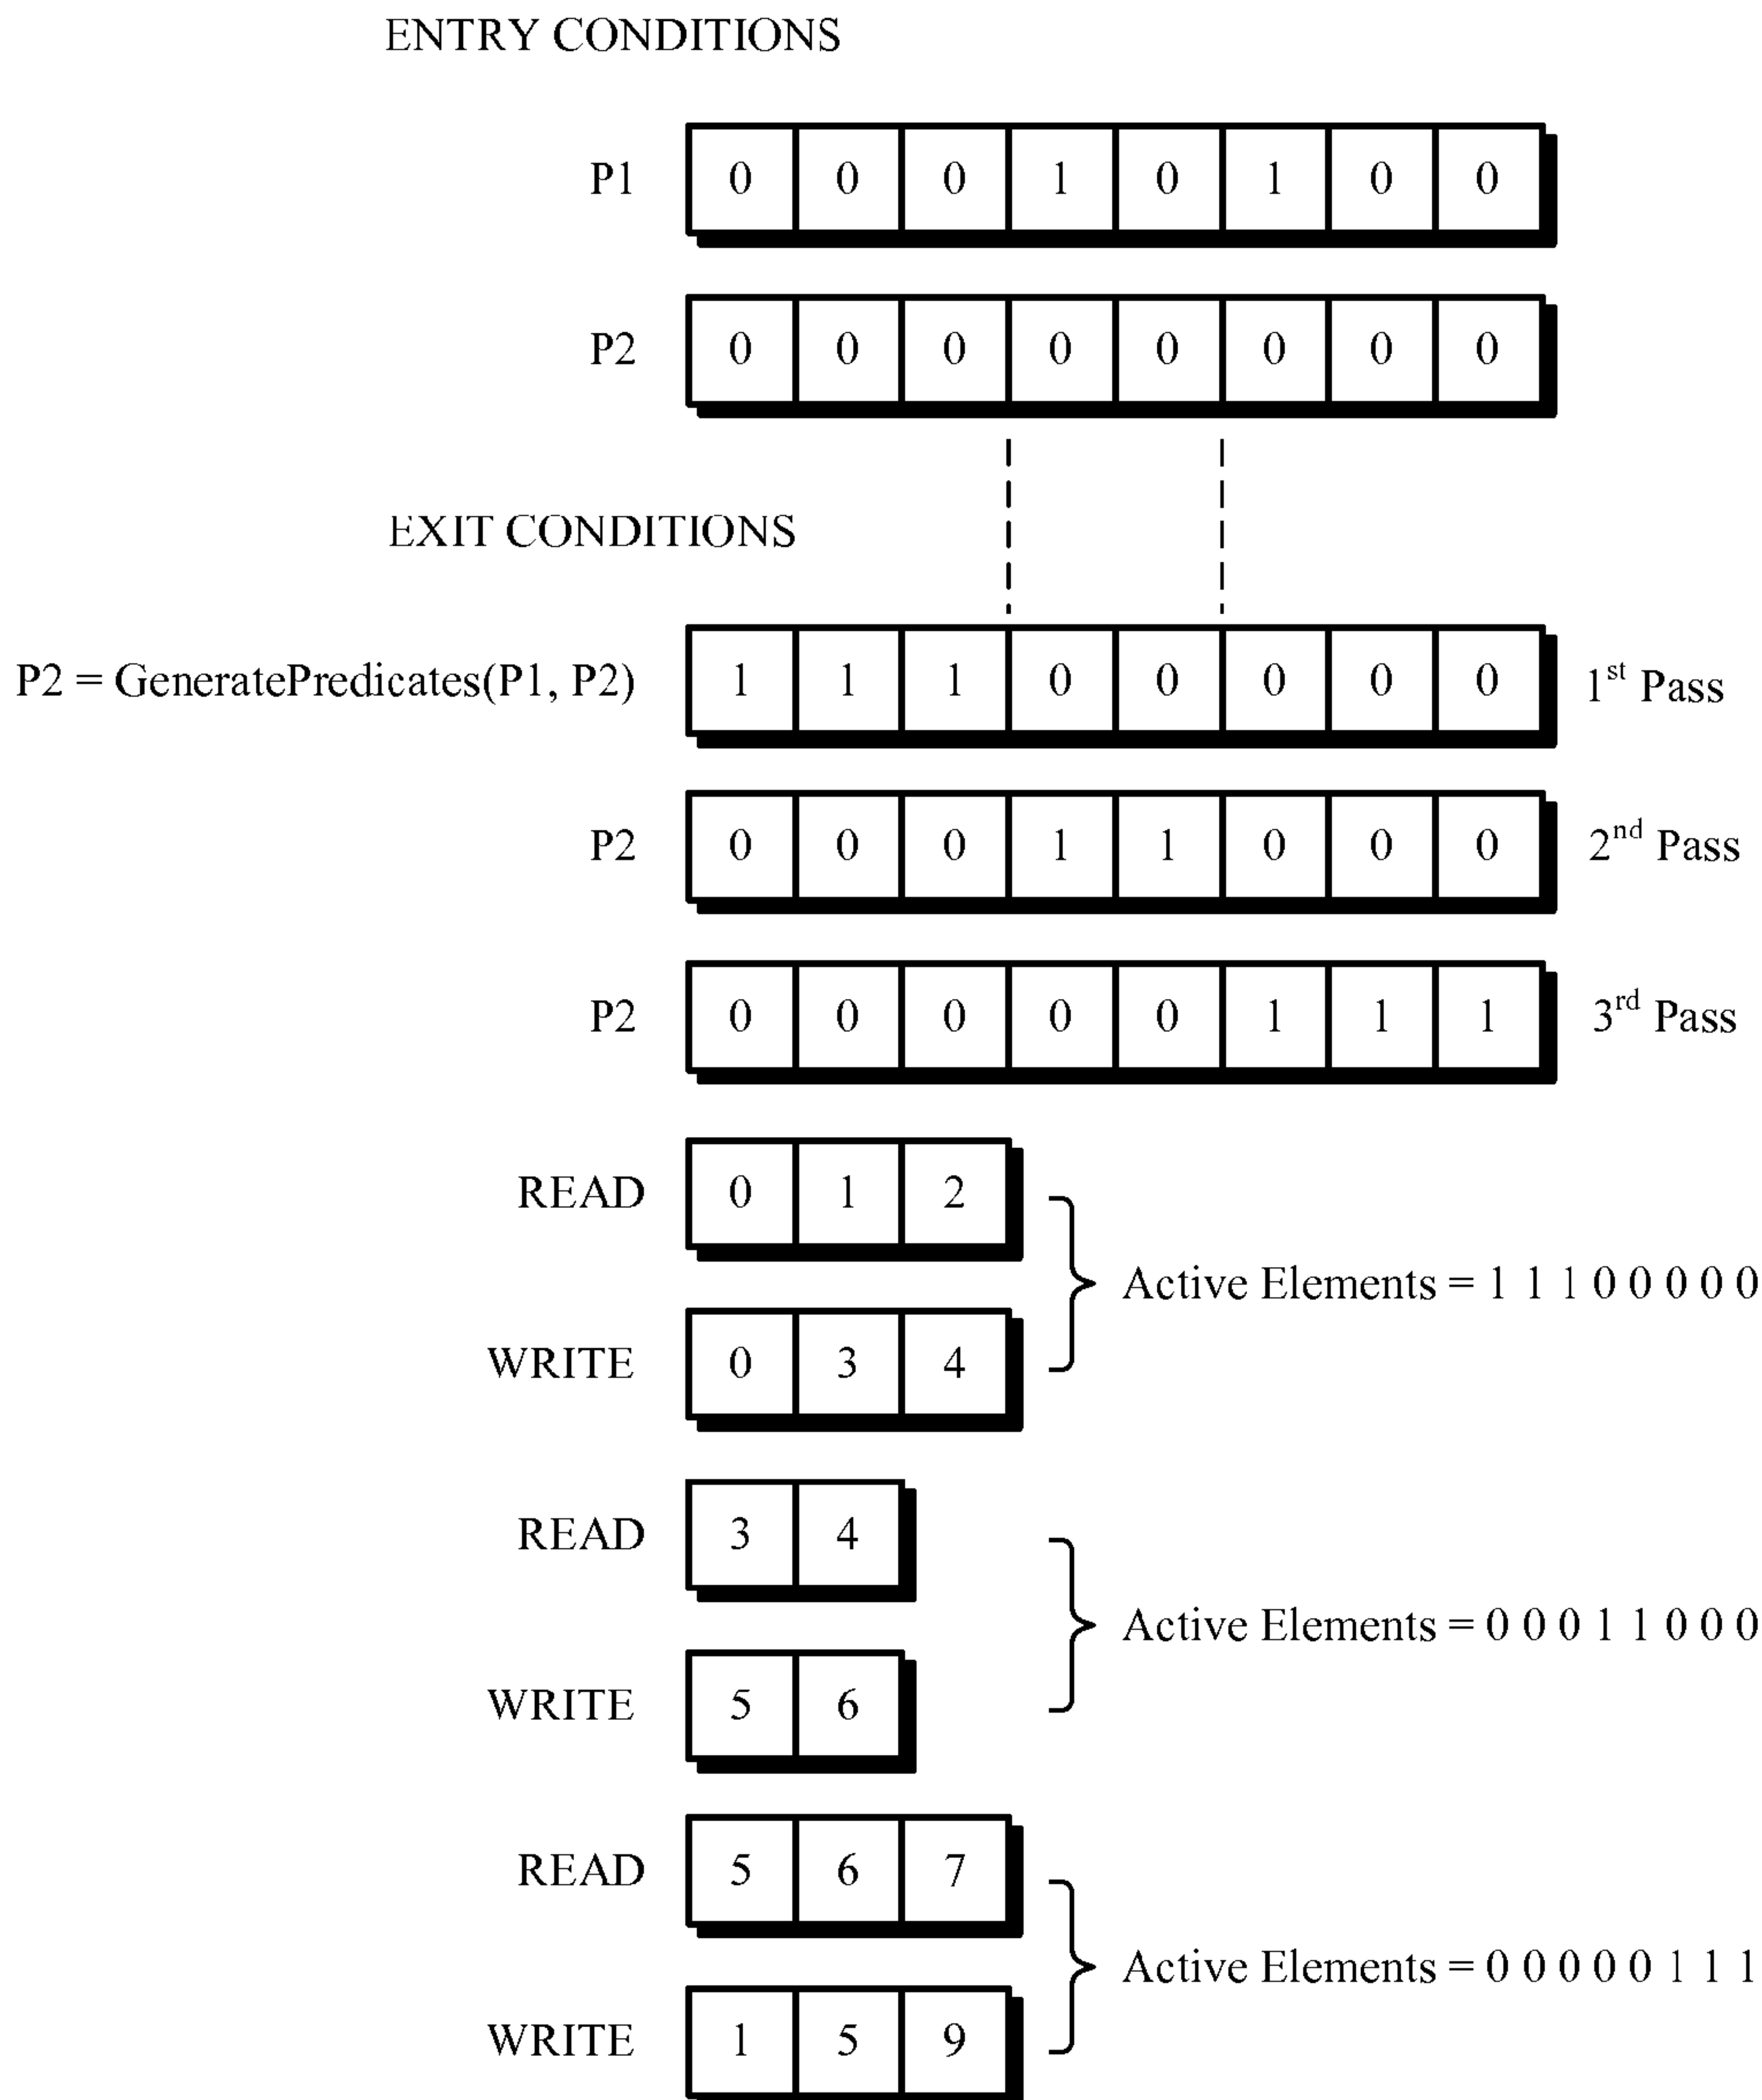 ENTRY CONDITIONS
P1 0 0 0 1 0 1 0 0
P2 0 0 0 0 0 0 0 0
EXIT CONDITIONS
P2 = GeneratePredicates(P1, P2) 1 1 1 0 0 0 0 0 1st Pass
P2 0 0 0 1 1 0 0 0 2nd Pass
P2 0 0 0 0 0 1 1 1 3rd Pass
READ 0 1 2
Active Elements = 1 1 1 0 0 0 0 0
WRITE 0 3 4
READ 3 4
Active Elements = 0 0 0 1 1 0 0 0
WRITE 5 6
READ 5 6 7
Active Elements = 0 0 0 0 0 1 1 1
WRITE 1 5 9